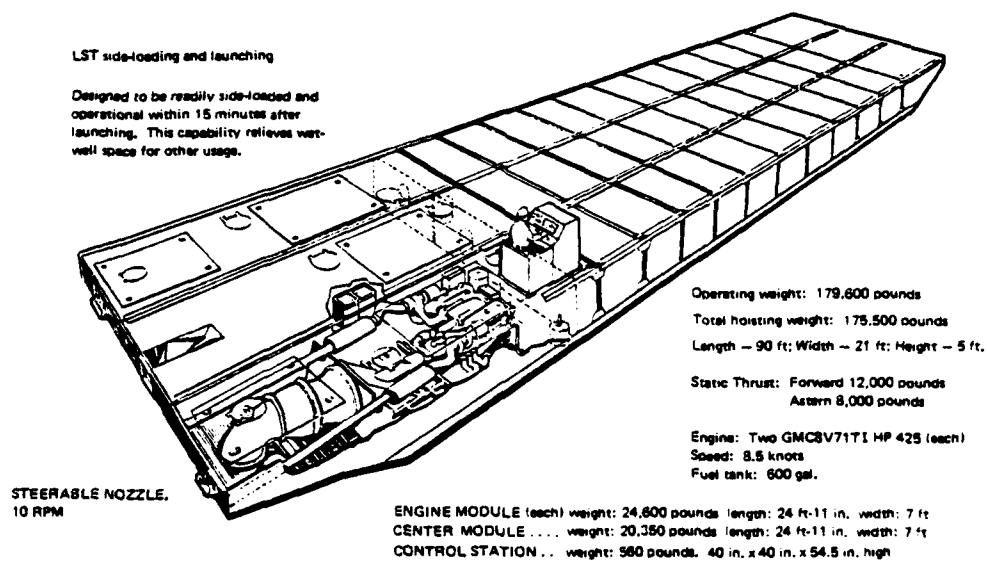 LST side-loading and launching
Designed to be readily side-loaded and
operational within 15 minutes after
launching. This capability relieves wet-
well space for other usage.
Operating weight: 179,600 pounds
Total hoisting weight: 175,500 pounds
Length – 90 ft; Width – 21 ft; Height – 5 ft.
Static Thrust: Forward 12,000 pounds
Astern 8,000 pounds
Engine: Two GMC8V71TI HP 425 (each)
Speed: 8.5 knots
Fuel tank: 600 gal.
STEERABLE NOZZLE.
10 RPM
ENGINE MODULE (each) weight: 24,600 pounds length: 24 ft-11 in. width: 7 ft
CENTER MODULE .... weight: 20,350 pounds length: 24 ft-11 in. width: 7 ft
CONTROL STATION .. weight: 560 pounds. 40 in. x 40 in. x 54.5 in. high